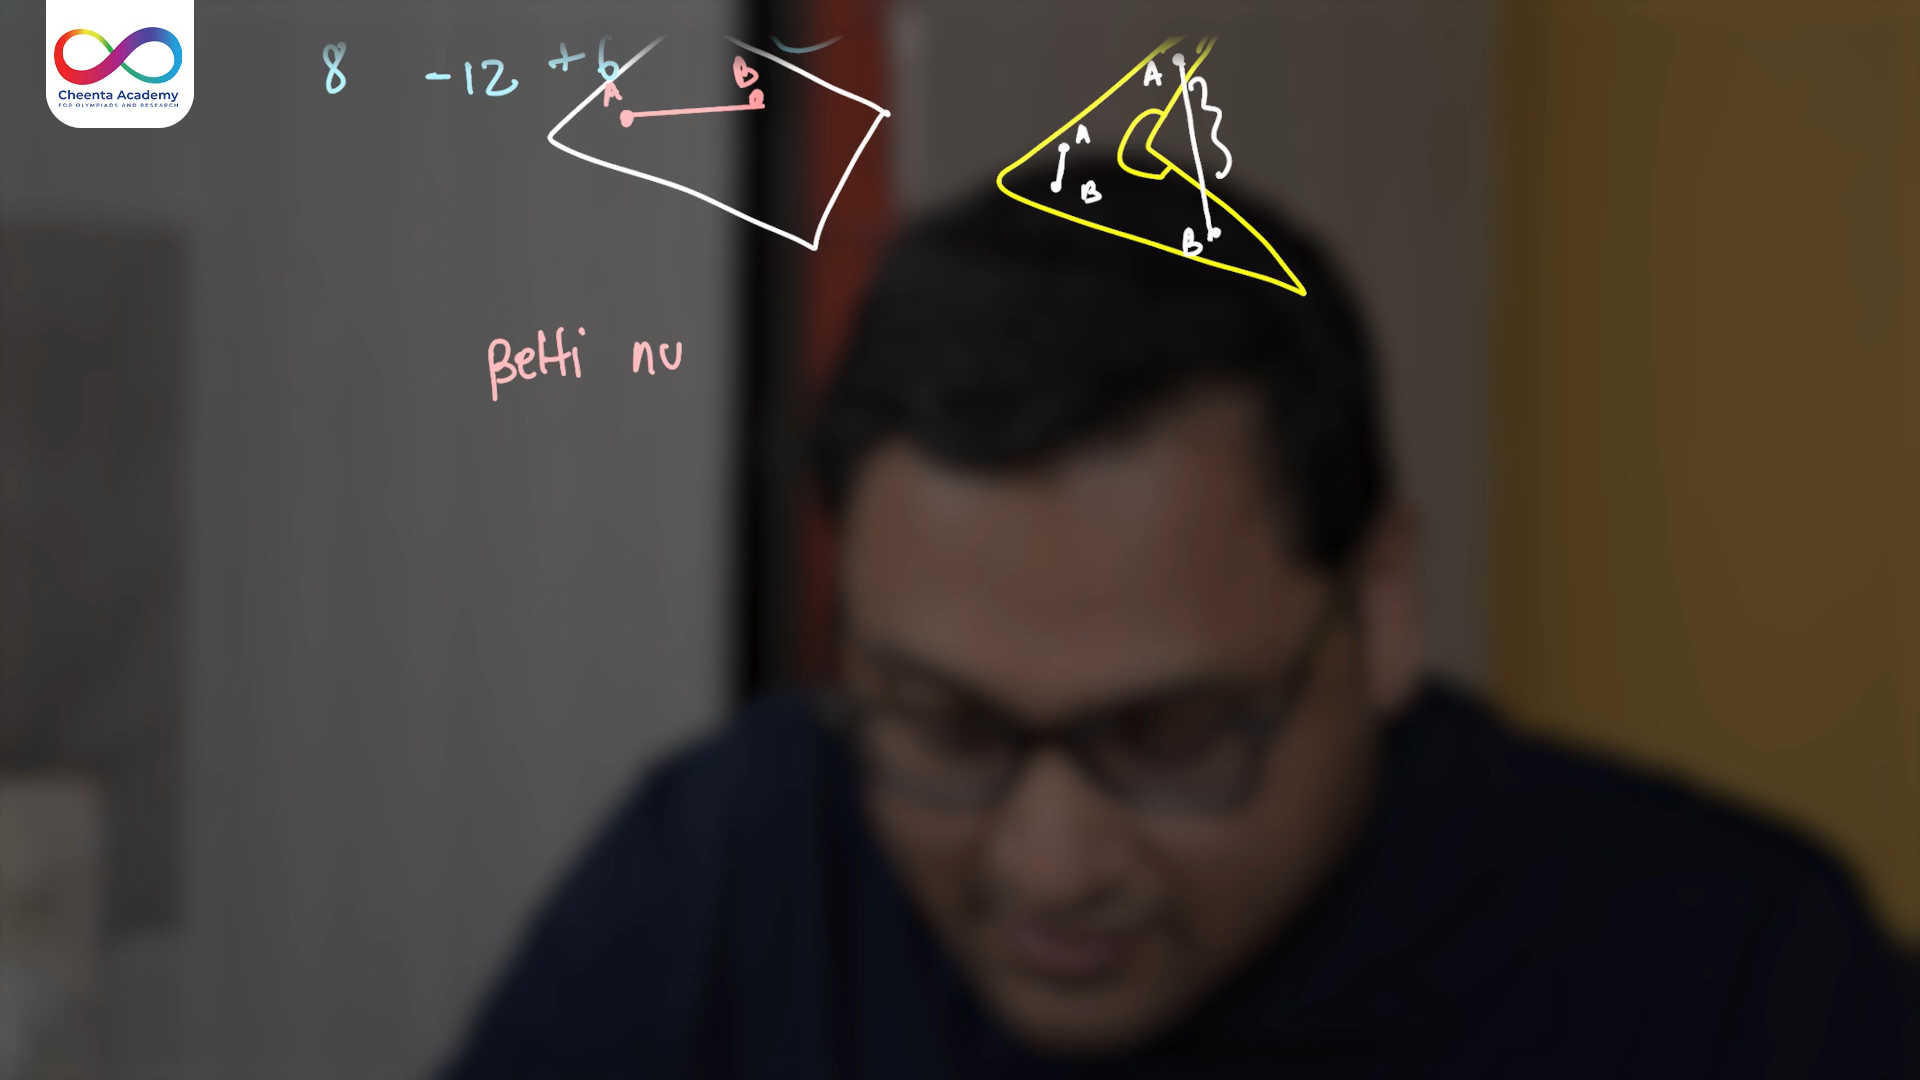 Cheenta Academy
FOR OLYMPIADS AND RESEARCH
8 -12 +6
A B
A
A
B
B
Betti nu